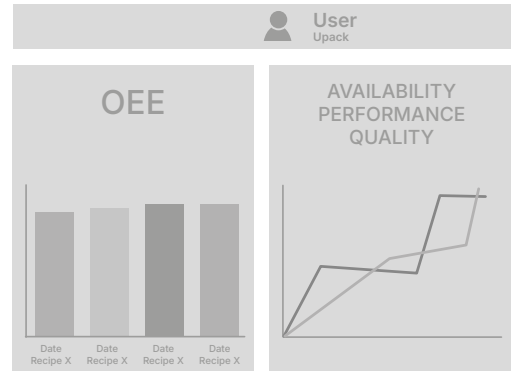 User
Upack
OEE
AVAILABILITY
PERFORMANCE
QUALITY
Date
Recipe X
Date
Recipe X
Date
Recipe X
Date
Recipe X